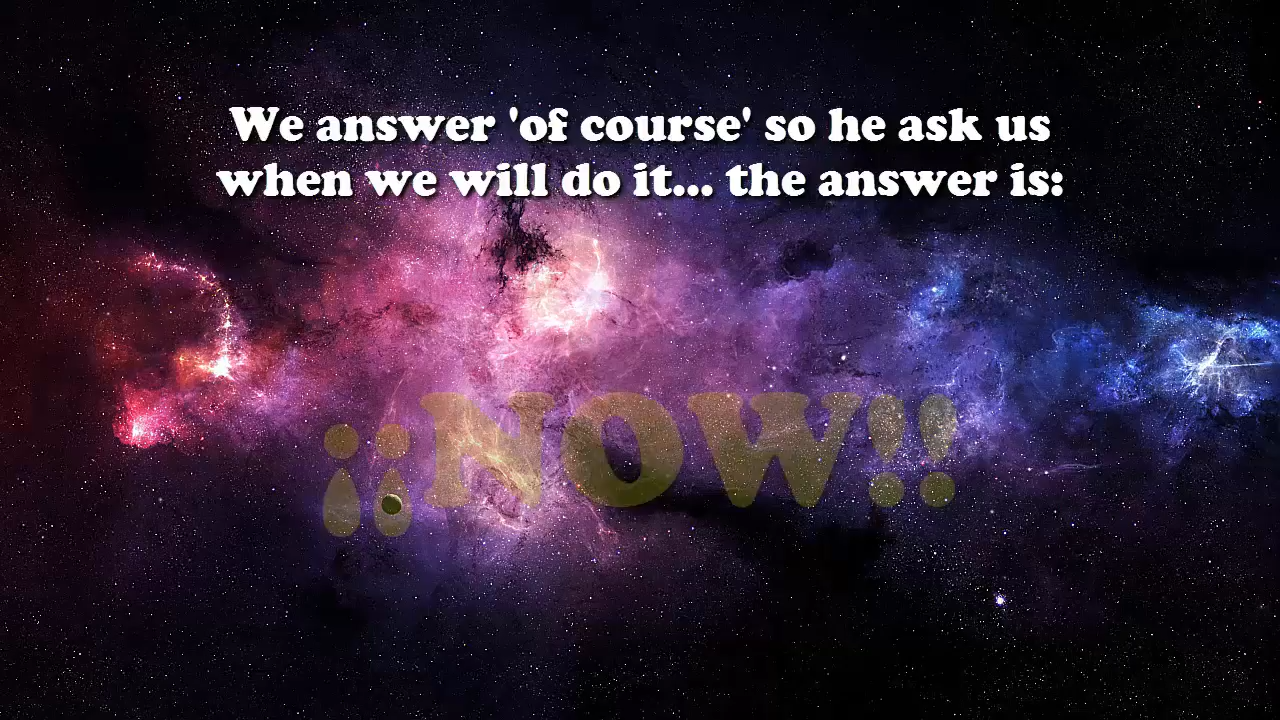 We answer 'of course' so he ask us
when we will do it... the answer is:
¡¡NOW!!